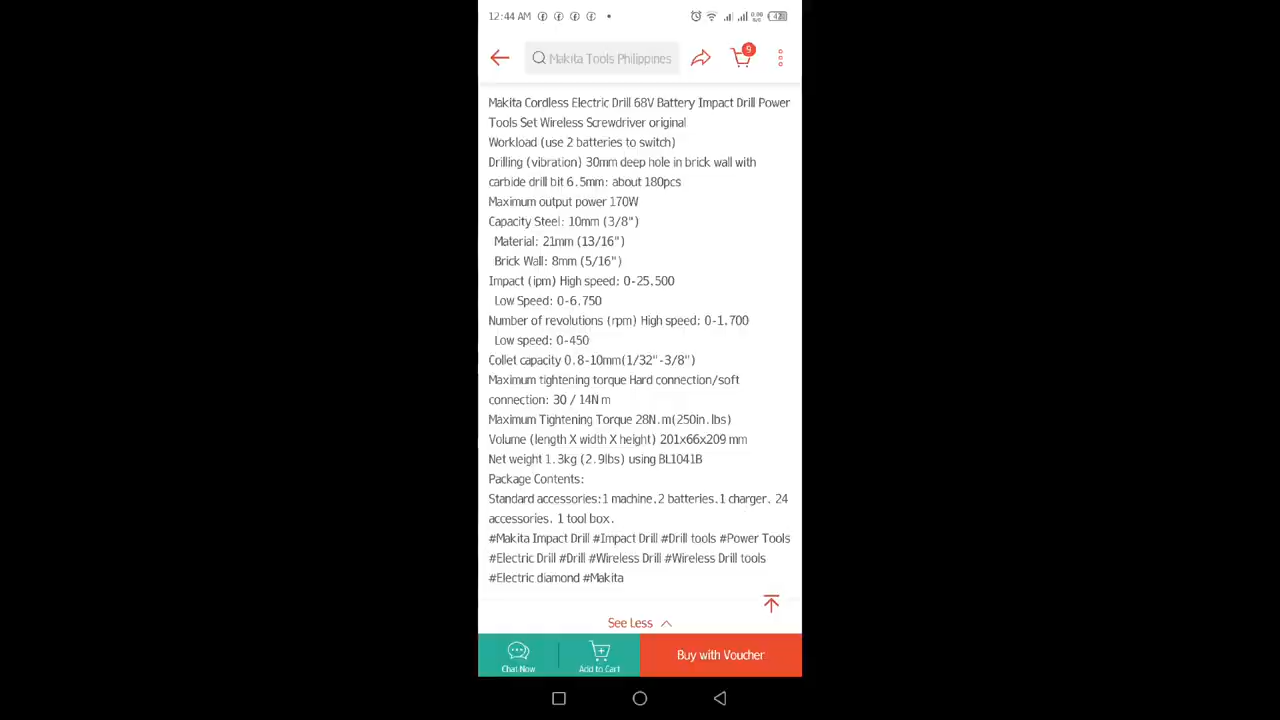 12:44 AM
0.06
42
Makita Tools Philippines
9
Makita Cordless Electric Drill 68V Battery Impact Drill Power
Tools Set Wireless Screwdriver original
Workload (use 2 batteries to switch)
Drilling (vibration) 30mm deep hole in brick wall with
carbide drill bit 6.5mm: about 180pcs
Maximum output power 170W
Capacity Steel: 10mm (3/8")
Material: 21mm (13/16")
Brick Wall: 8mm (5/16")
Impact (ipm) High speed: 0-25.500
Low Speed: 0-6.750
Number of revolutions (rpm) High speed: 0-1.700
Low speed: 0-450
Collet capacity 0.8-10mm(1/32"-3/8")
Maximum tightening torque Hard connection/soft
connection: 30 / 14N m
Maximum Tightening Torque 28N.m(250in.lbs)
Volume (length X width X height) 201x66x209 mm
Net weight 1.3kg (2.9lbs) using BL1041B
Package Contents:
Standard accessories:1 machine.2 batteries.1 charger. 24
accessories. 1 tool box.
#Makita Impact Drill #Impact Drill #Drill tools #Power Tools
#Electric Drill #Drill #Wireless Drill #Wireless Drill tools
#Electric diamond #Makita
See Less
Chat Now
Add to Cart
Buy with Voucher